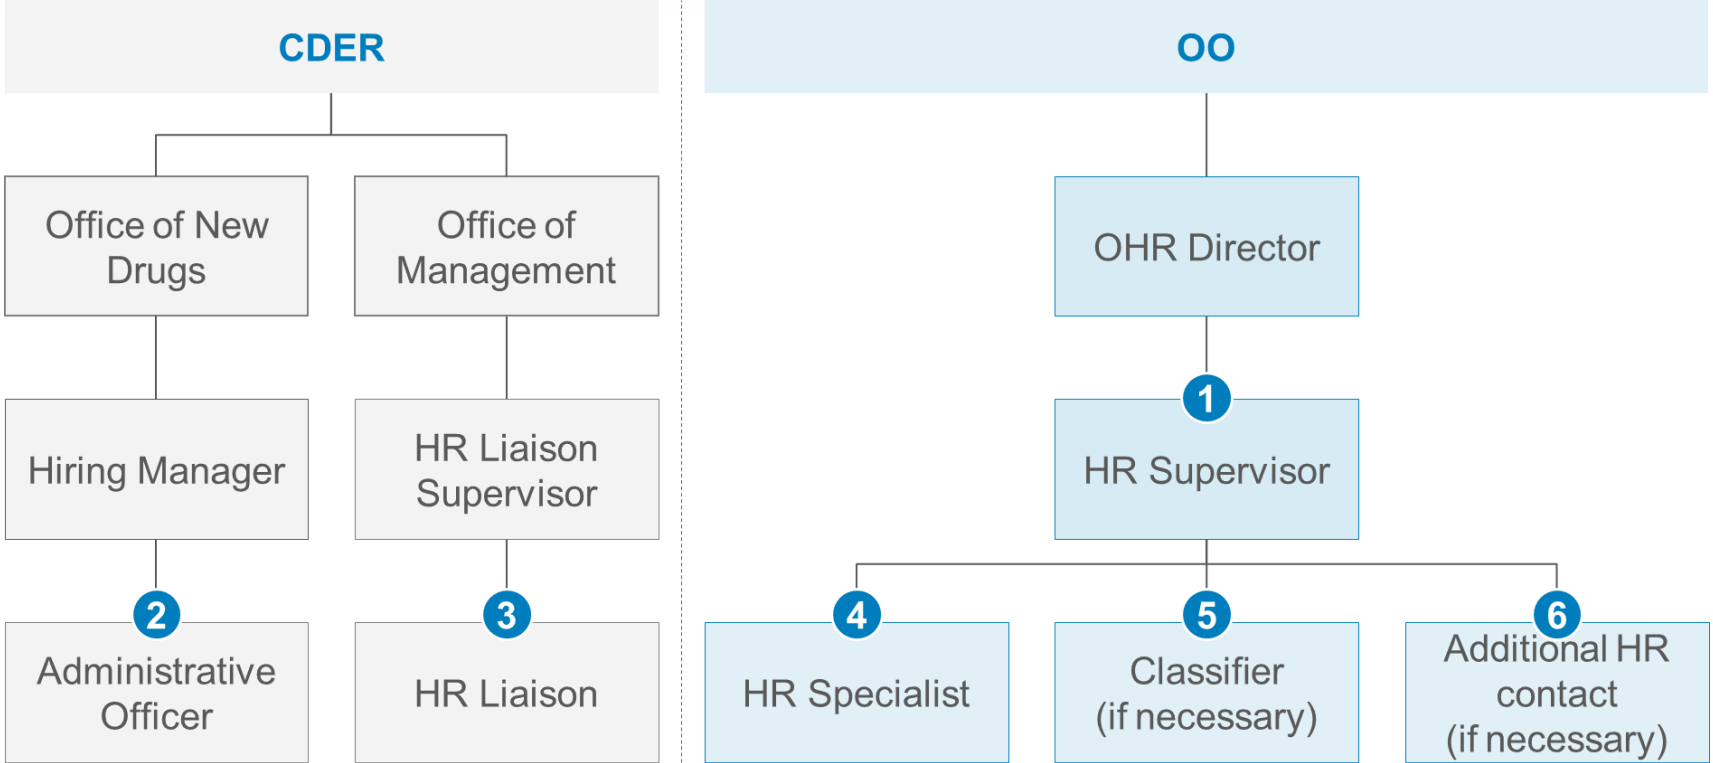 CDER
OO
Office of New
Drugs
Office of
Management
OHR Director
1
Hiring Manager
HR Liaison
Supervisor
HR Supervisor
2
3
4
5
6
Administrative
Officer
HR Liaison
HR Specialist
Classifier
(if necessary)
Additional HR
contact
(if necessary)